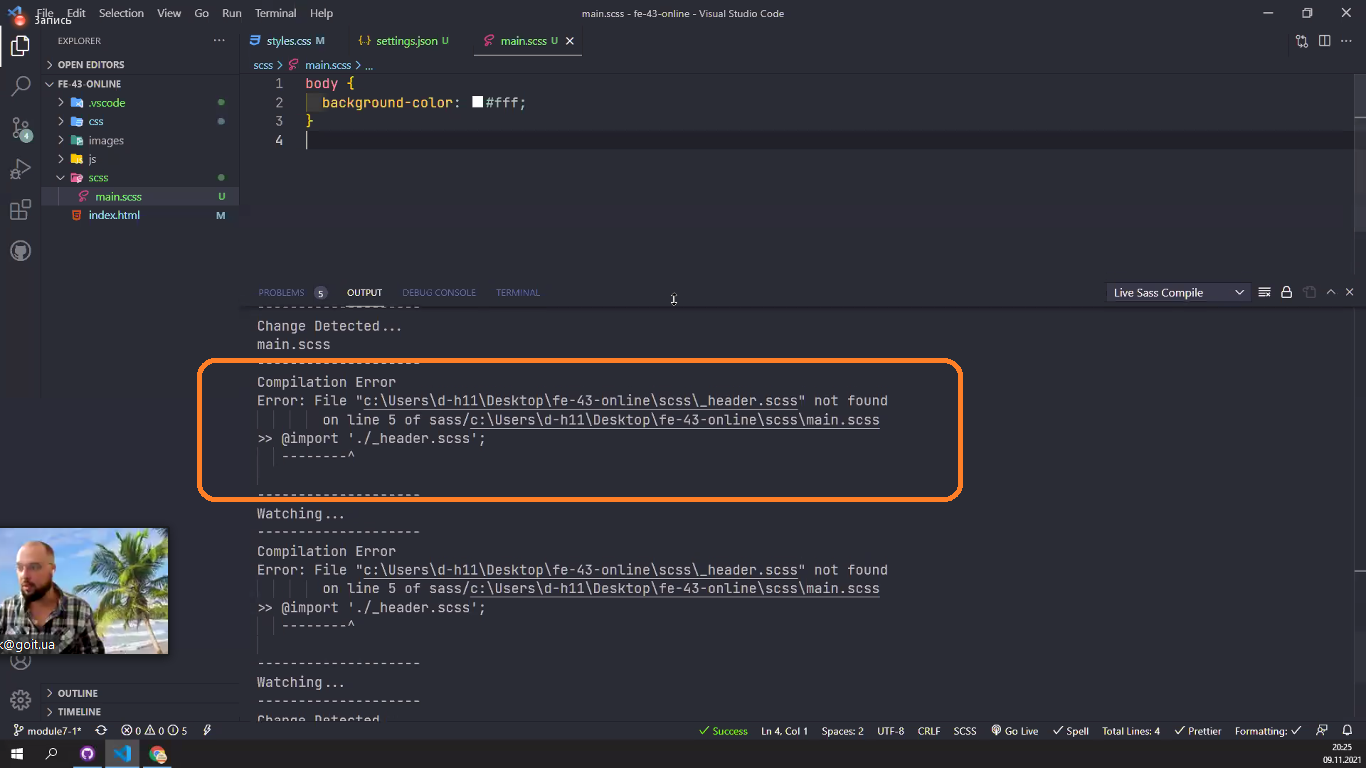 File Edit Selection View Go Run Terminal Help
Запись
main.scss - fe-43-online - Visual Studio Code
EXPLORER
OPEN EDITORS
FE-43-ONLINE
.vscode
css
images
js
scss
main.scss U
index.html M
4
styles.css M
settings.json U
main.scss U
scss > main.scss > ...
1 body {
2 background-color: #fff;
3 }
4
PROBLEMS 5 OUTPUT DEBUG CONSOLE TERMINAL
Live Sass Compile
---------------------
Change Detected...
main.scss
---------------------
Compilation Error
Error: File "c:\Users\d-h11\Desktop\fe-43-online\scss\_header.scss" not found
on line 5 of sass/c:\Users\d-h11\Desktop\fe-43-online\scss\main.scss
>> @import './_header.scss';
--------^
---------------------
Watching...
---------------------
Compilation Error
Error: File "c:\Users\d-h11\Desktop\fe-43-online\scss\_header.scss" not found
on line 5 of sass/c:\Users\d-h11\Desktop\fe-43-online\scss\main.scss
>> @import './_header.scss';
--------^
---------------------
Watching...
---------------------
Change Detected
k@goit.ua
OUTLINE
TIMELINE
module7-1* 0 0 5
Success Ln 4, Col 1 Spaces: 2 UTF-8 CRLF SCSS Go Live Spell Total Lines: 4 Prettier Formating:
20:25
09.11.2021